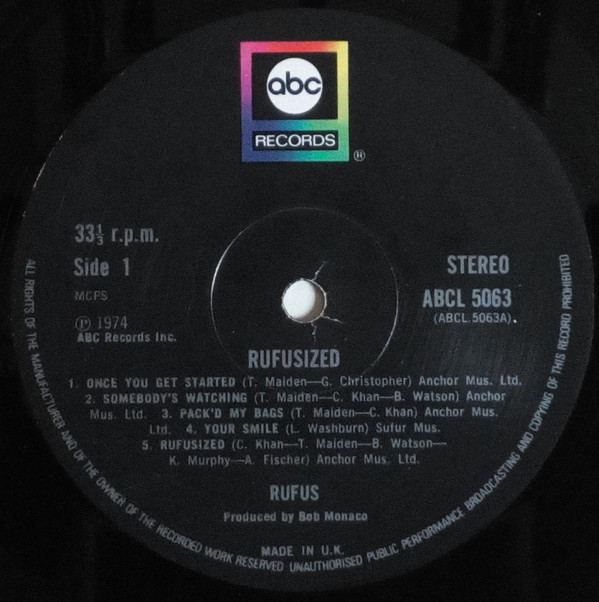 abc
RECORDS
®
33⅓ r.p.m.
Side 1
MCPS
℗ 1974
ABC Records Inc.
STEREO
ABCL 5063
(ABCL.5063A).
RUFUSIZED
1. ONCE YOU GET STARTED (T. Maiden—G. Christopher) Anchor Mus. Ltd.
2. SOMEBODY'S WATCHING (T. Maiden—C. Khan—B. Watson) Anchor
Mus. Ltd. 3. PACK'D MY BAGS (T. Maiden—C. Khan) Anchor Mus.
Ltd. 4. YOUR SMILE (L. Washburn) Sufur Mus.
5. RUFUSIZED (C. Khan—T. Maiden—B. Watson—
K. Murphy—A. Fischer) Anchor Mus. Ltd.
RUFUS
Produced by Bob Monaco
MADE IN U.K.
ALL RIGHTS OF THE MANUFACTURER AND OF THE OWNER OF THE RECORDED WORK RESERVED UNAUTHORISED PUBLIC PERFORMANCE BROADCASTING AND COPYING OF THIS RECORD PROHIBITED